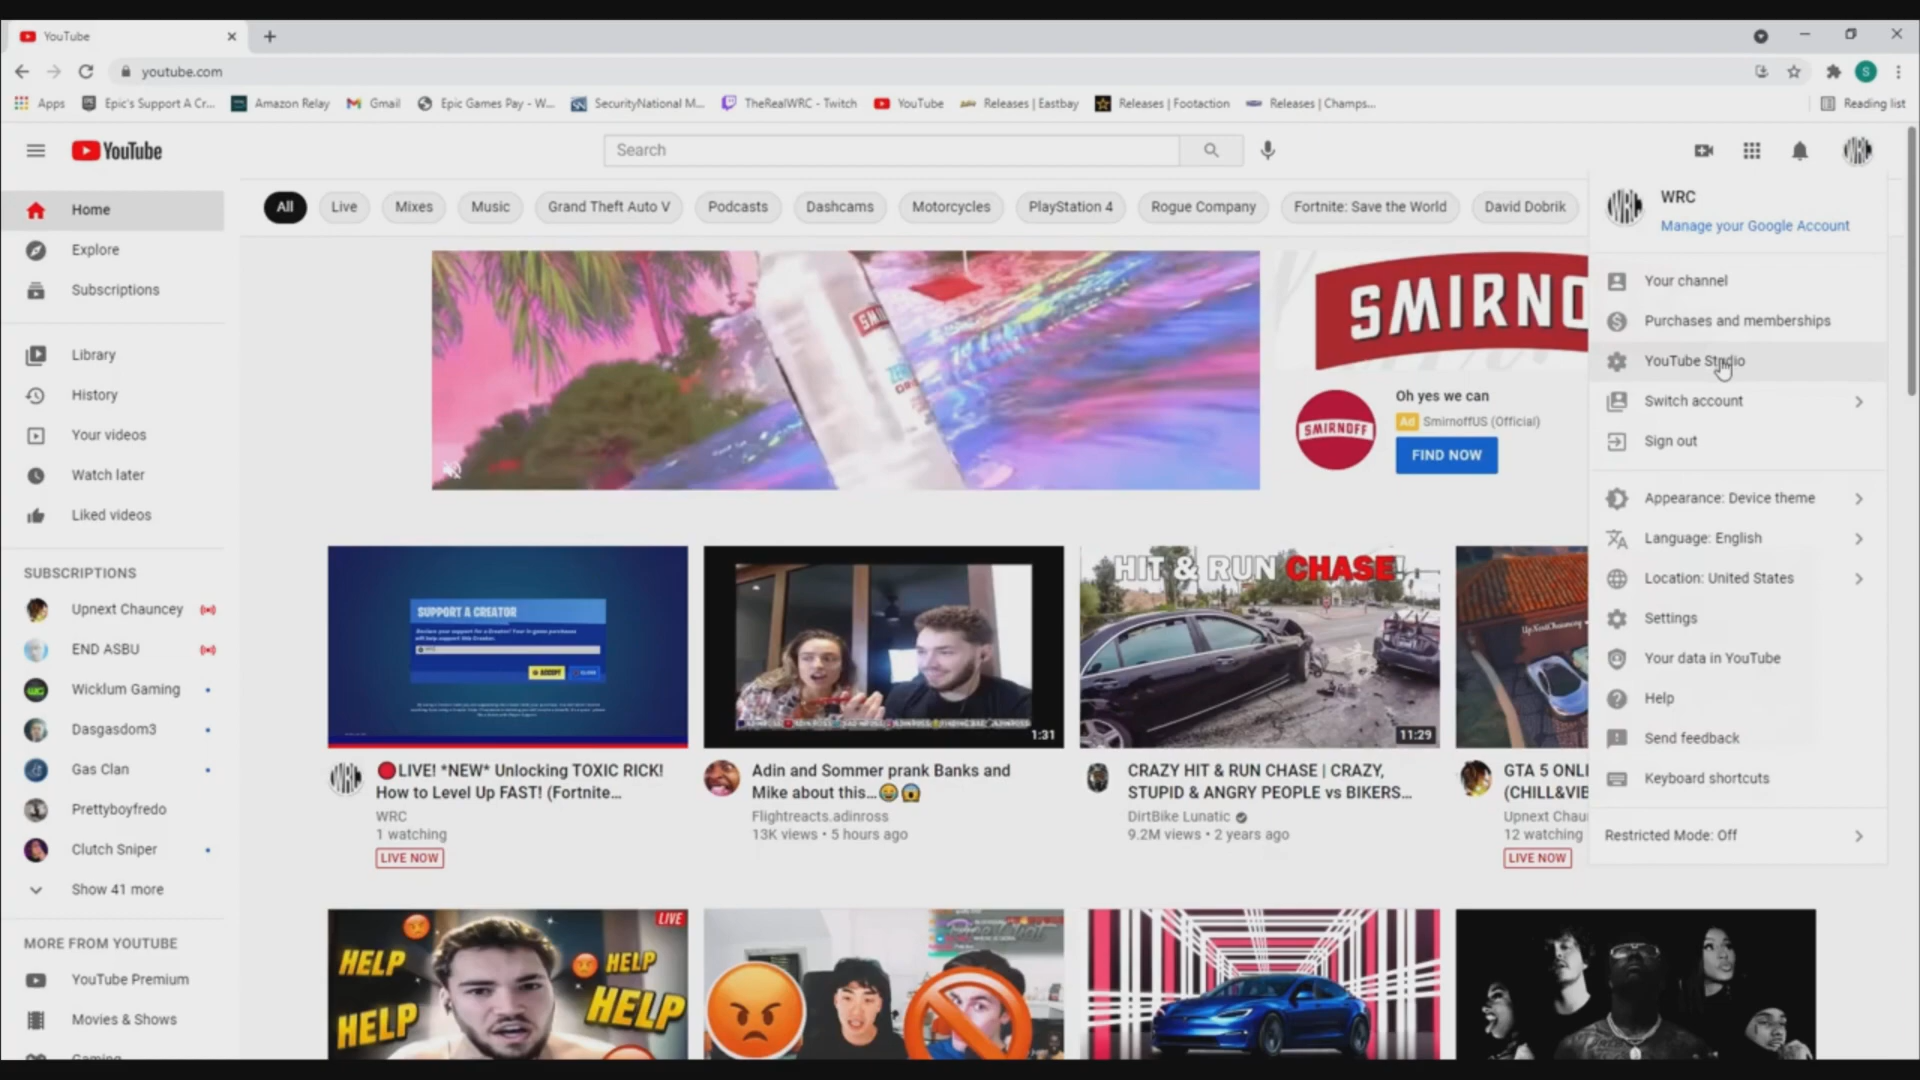 YouTube
youtube.com
Apps
Epic's Support A Cr...
Amazon Relay
Gmail
Epic Games Pay - W...
SecurityNational M...
TheRealWRC - Twitch
YouTube
Releases | Eastbay
Releases | Footaction
Releases | Champs...
Reading list
S
YouTube
Search
Home
Explore
Subscriptions
Library
History
Your videos
Watch later
Liked videos
SUBSCRIPTIONS
Upnext Chauncey
END ASBU
Wicklum Gaming
Dasgasdom3
Gas Clan
Prettyboyfredo
Clutch Sniper
Show 41 more
MORE FROM YOUTUBE
YouTube Premium
Movies & Shows
Gaming
All
Live
Mixes
Music
Grand Theft Auto V
Podcasts
Dashcams
Motorcycles
PlayStation 4
Rogue Company
Fortnite: Save the World
David Dobrik
SMIRNO
Oh yes we can
Ad SmirnoffUS (Official)
SMIRNOFF
FIND NOW
SUPPORT A CREATOR
ACCEPT
CLOSE
🔴LIVE! *NEW* Unlocking TOXIC RICK!
How to Level Up FAST! (Fortnite...
WRC
1 watching
LIVE NOW
1:31
Adin and Sommer prank Banks and
Mike about this...😂😱
Flightreacts.adinross
13K views • 5 hours ago
HIT & RUN CHASE!
11:29
CRAZY HIT & RUN CHASE | CRAZY,
STUPID & ANGRY PEOPLE vs BIKERS...
DirtBike Lunatic
9.2M views • 2 years ago
GTA 5 ONLI
(CHILL&VIB
Upnext Chau
12 watching
LIVE NOW
LIVE
HELP
HELP
HELP
HELP
WRC
Manage your Google Account
Your channel
Purchases and memberships
YouTube Studio
Switch account
Sign out
Appearance: Device theme
Language: English
Location: United States
Settings
Your data in YouTube
Help
Send feedback
Keyboard shortcuts
Restricted Mode: Off